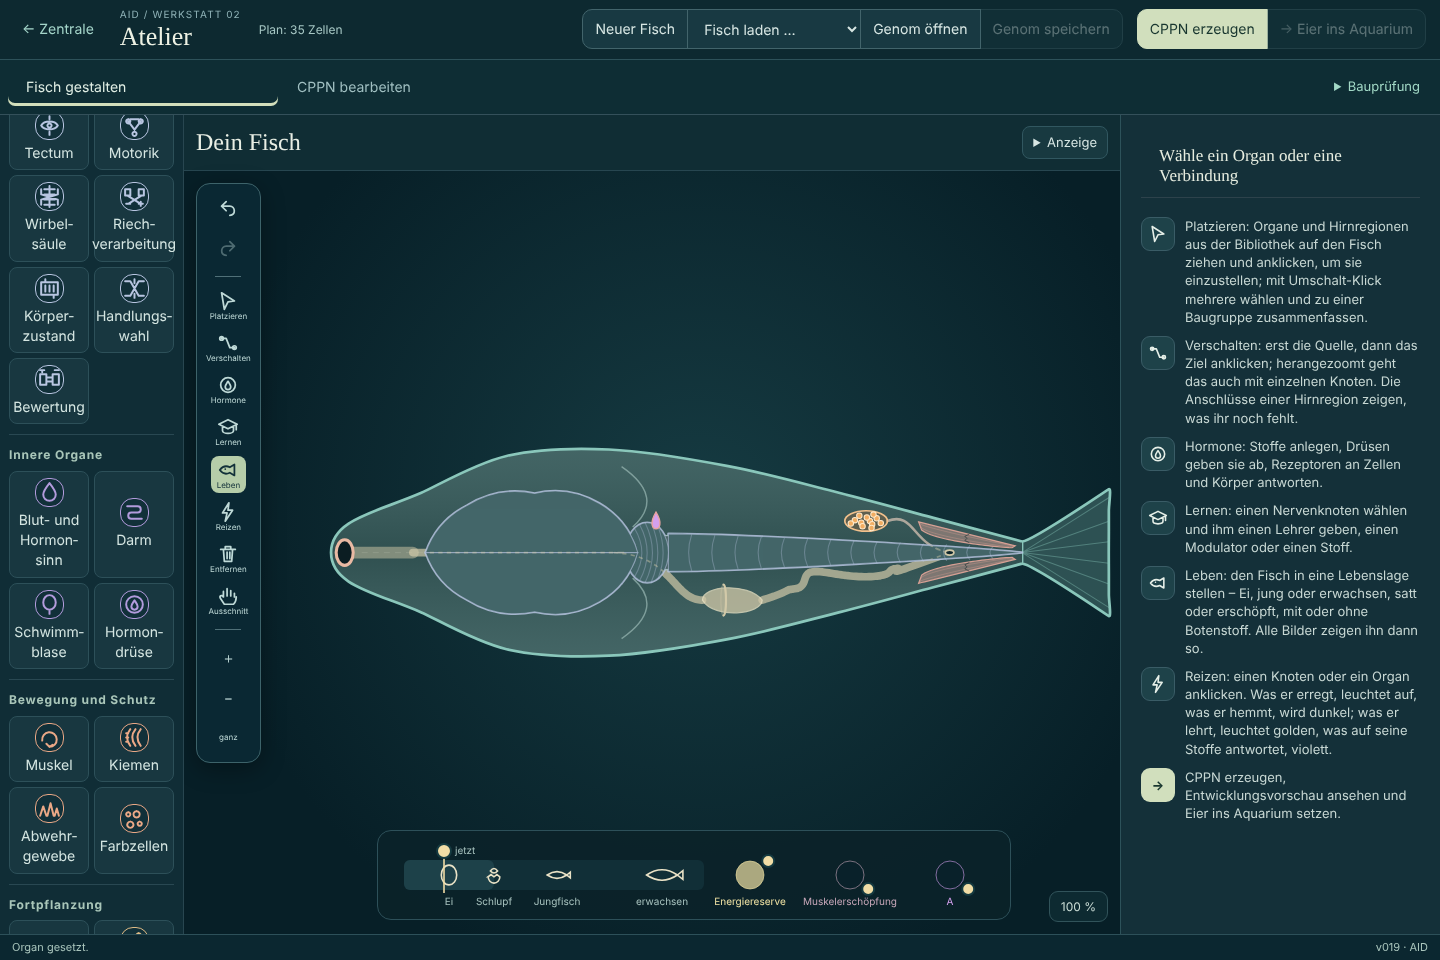 ← Zentrale
AID / WERKSTATT 02
Atelier
Plan: 35 Zellen
Neuer Fisch
Fisch laden ...
Genom öffnen
Genom speichern
CPPN erzeugen
→ Eier ins Aquarium
Fisch gestalten
CPPN bearbeiten
Bauprüfung
Tectum
Motorik
Wirbel-
säule
Riech-
verarbeitung
Körper-
zustand
Handlungs-
wahl
Bewertung
Innere Organe
Blut- und
Hormon-
sinn
Darm
Schwimm-
blase
Hormon-
drüse
Bewegung und Schutz
Muskel
Kiemen
Abwehr-
gewebe
Farbzellen
Fortpflanzung
Dein Fisch
Anzeige
Platzieren
Verschalten
Hormone
Lernen
Leben
Reizen
Entfernen
Ausschnitt
+
−
ganz
jetzt
Ei
Schlupf
Jungfisch
erwachsen
Energiereserve
Muskelerschöpfung
A
100 %
Wähle ein Organ oder eine
Verbindung
Platzieren: Organe und Hirnregionen
aus der Bibliothek auf den Fisch
ziehen und anklicken, um sie
einzustellen; mit Umschalt-Klick
mehrere wählen und zu einer
Baugruppe zusammenfassen.
Verschalten: erst die Quelle, dann das
Ziel anklicken; herangezoomt geht
das auch mit einzelnen Knoten. Die
Anschlüsse einer Hirnregion zeigen,
was ihr noch fehlt.
Hormone: Stoffe anlegen, Drüsen
geben sie ab, Rezeptoren an Zellen
und Körper antworten.
Lernen: einen Nervenknoten wählen
und ihm einen Lehrer geben, einen
Modulator oder einen Stoff.
Leben: den Fisch in eine Lebenslage
stellen – Ei, jung oder erwachsen, satt
oder erschöpft, mit oder ohne
Botenstoff. Alle Bilder zeigen ihn dann
so.
Reizen: einen Knoten oder ein Organ
anklicken. Was er erregt, leuchtet auf,
was er hemmt, wird dunkel; was er
lehrt, leuchtet golden, was auf seine
Stoffe antwortet, violett.
→
CPPN erzeugen,
Entwicklungsvorschau ansehen und
Eier ins Aquarium setzen.
Organ gesetzt.
v019 · AID